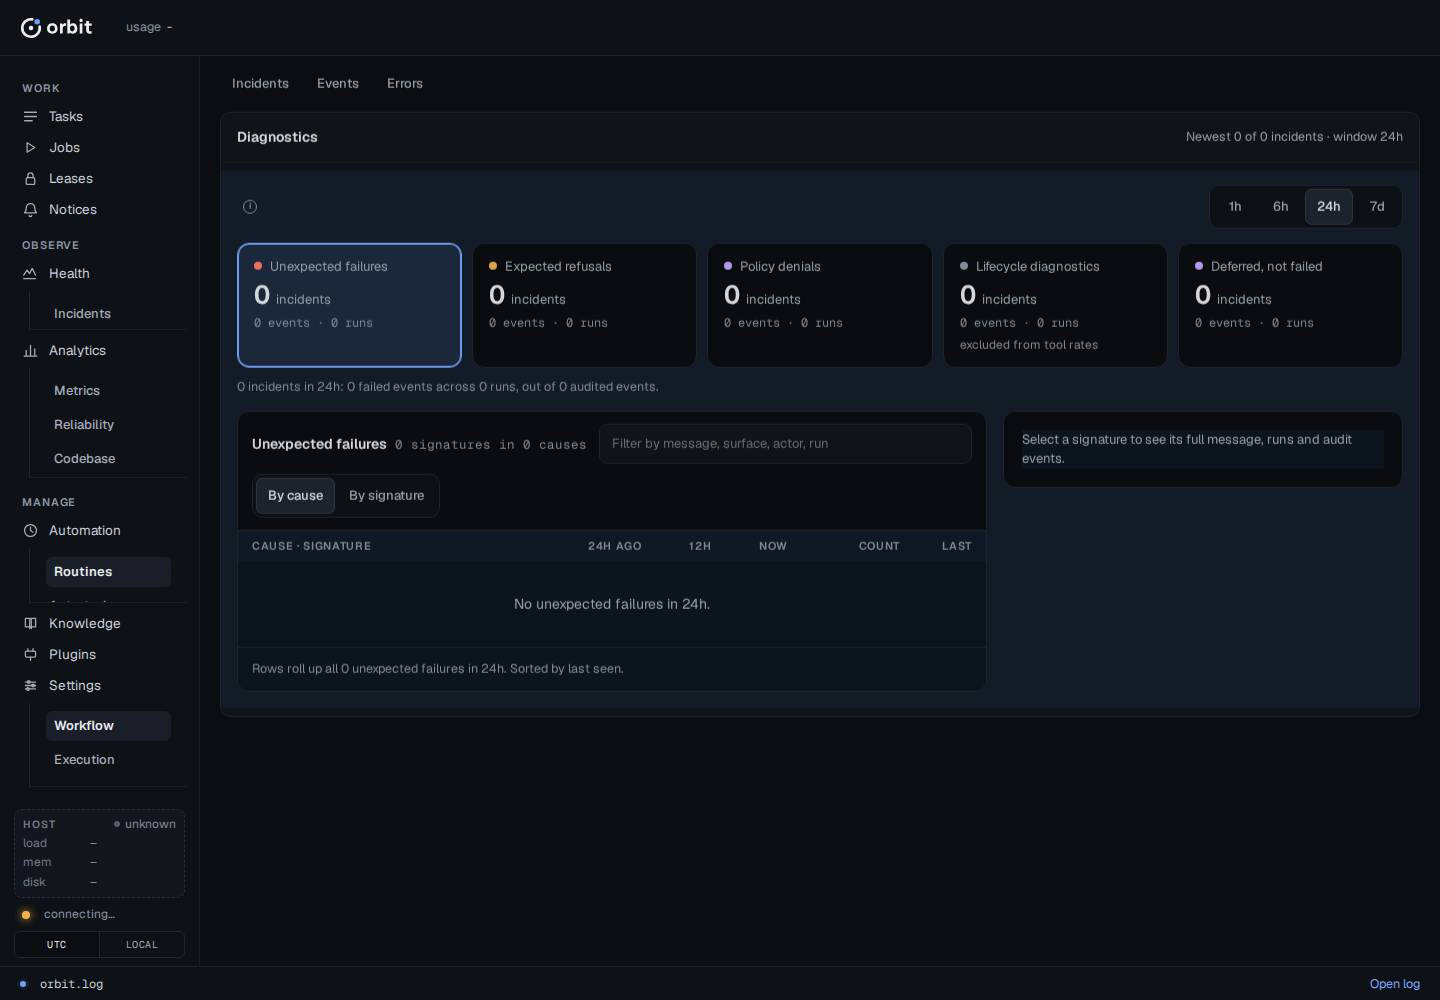 orbit
usage –
WORK
Tasks
Jobs
Leases
Notices
OBSERVE
Health
Incidents
Analytics
Metrics
Reliability
Codebase
MANAGE
Automation
Routines
Knowledge
Plugins
Settings
Workflow
Execution
HOST unknown
load –
mem –
disk –
connecting…
UTC LOCAL
Incidents Events Errors
Diagnostics
Newest 0 of 0 incidents · window 24h
1h 6h 24h 7d
Unexpected failures
0 incidents
0 events · 0 runs
Expected refusals
0 incidents
0 events · 0 runs
Policy denials
0 incidents
0 events · 0 runs
Lifecycle diagnostics
0 incidents
0 events · 0 runs
excluded from tool rates
Deferred, not failed
0 incidents
0 events · 0 runs
0 incidents in 24h: 0 failed events across 0 runs, out of 0 audited events.
Unexpected failures 0 signatures in 0 causes
Filter by message, surface, actor, run
By cause By signature
CAUSE · SIGNATURE 24H AGO 12H NOW COUNT LAST
No unexpected failures in 24h.
Rows roll up all 0 unexpected failures in 24h. Sorted by last seen.
Select a signature to see its full message, runs and audit
events.
orbit.log
Open log